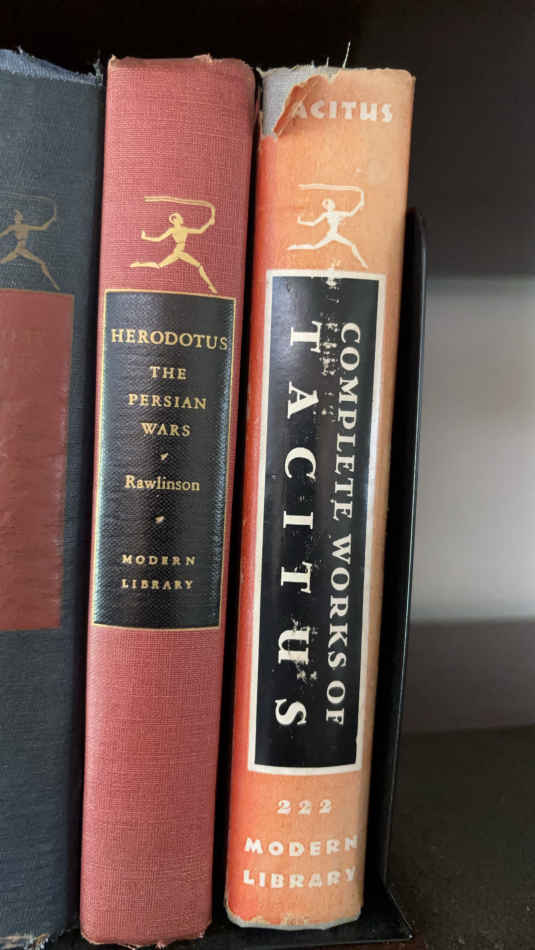 HERODOTUS
THE
PERSIAN
WARS
Rawlinson
MODERN
LIBRARY
ACITUS
COMPLETE WORKS OF
TACITUS
222
MODERN
LIBRARY